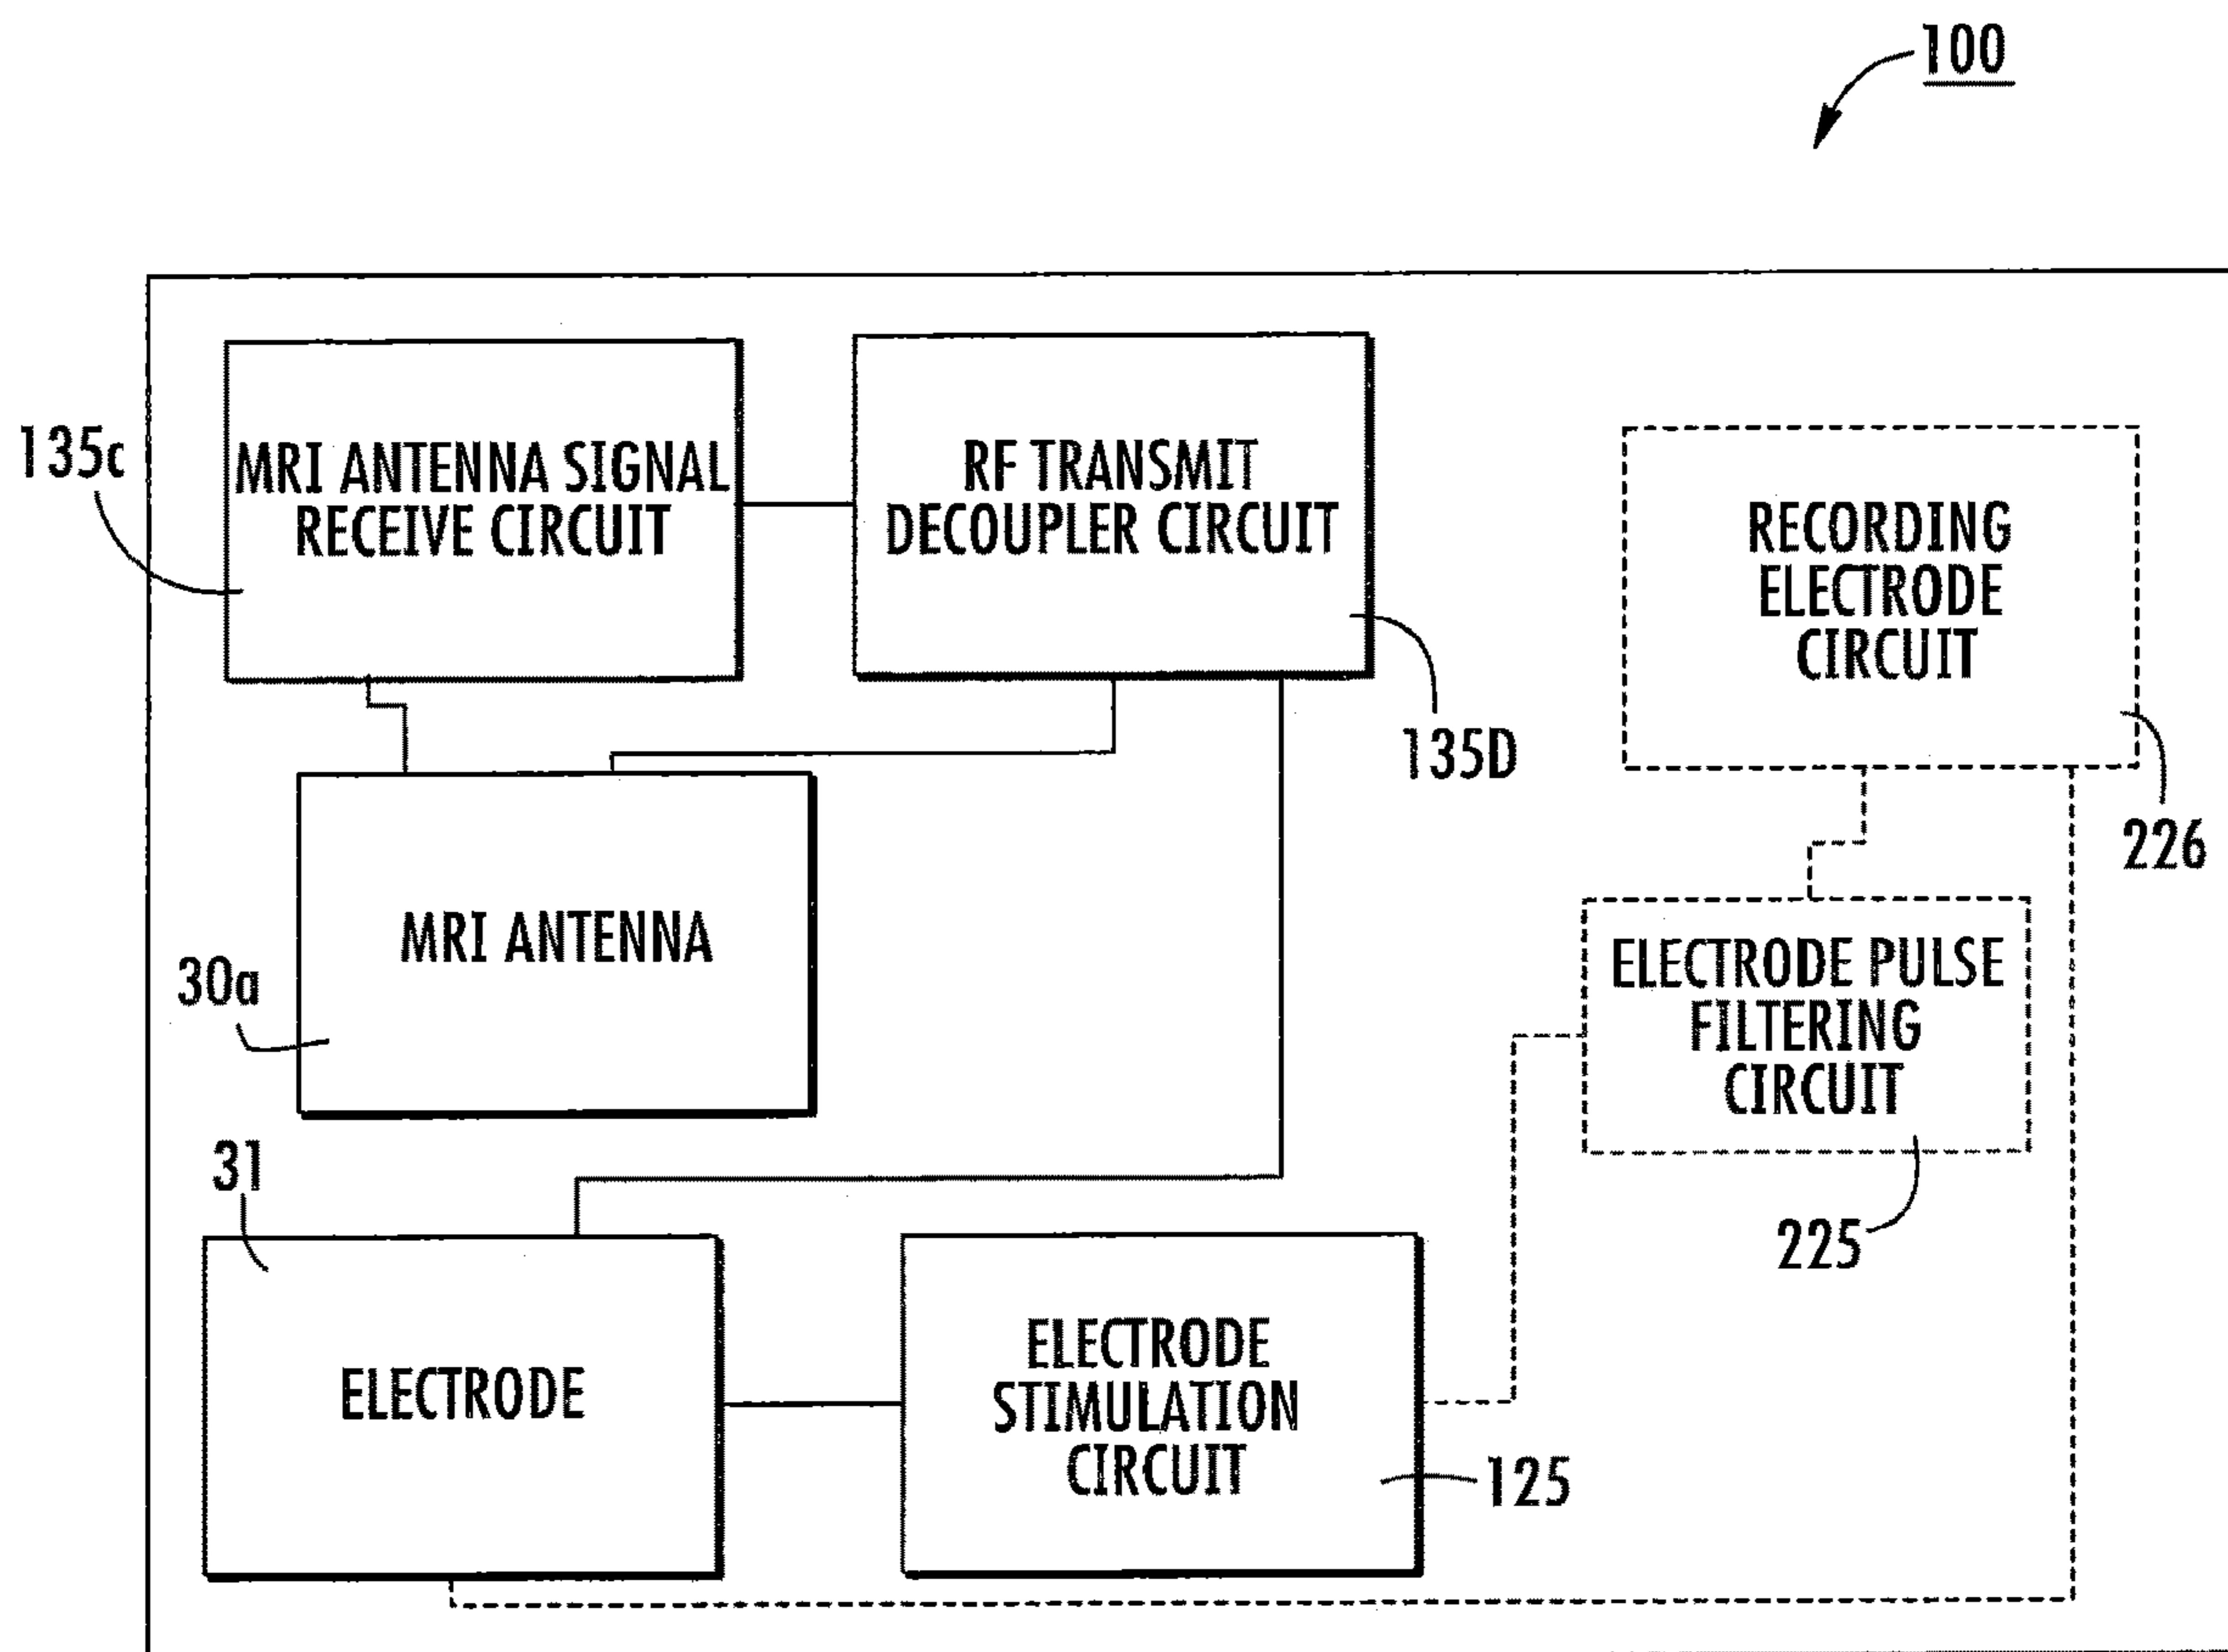 100
135c
MRI ANTENNA SIGNAL
RECEIVE CIRCUIT
RF TRANSMIT
DECOUPLER CIRCUIT
135D
RECORDING
ELECTRODE
CIRCUIT
226
MRI ANTENNA
30a
ELECTRODE PULSE
FILTERING
CIRCUIT
225
31
ELECTRODE
ELECTRODE
STIMULATION
CIRCUIT
125